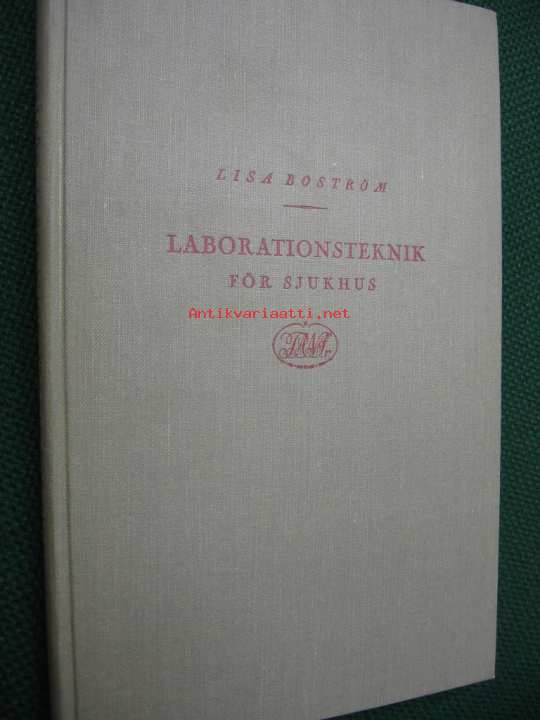 LISA BOSTRÖM
LABORATIONSTEKNIK
FÖR SJUKHUS
Antikvariaatti.net